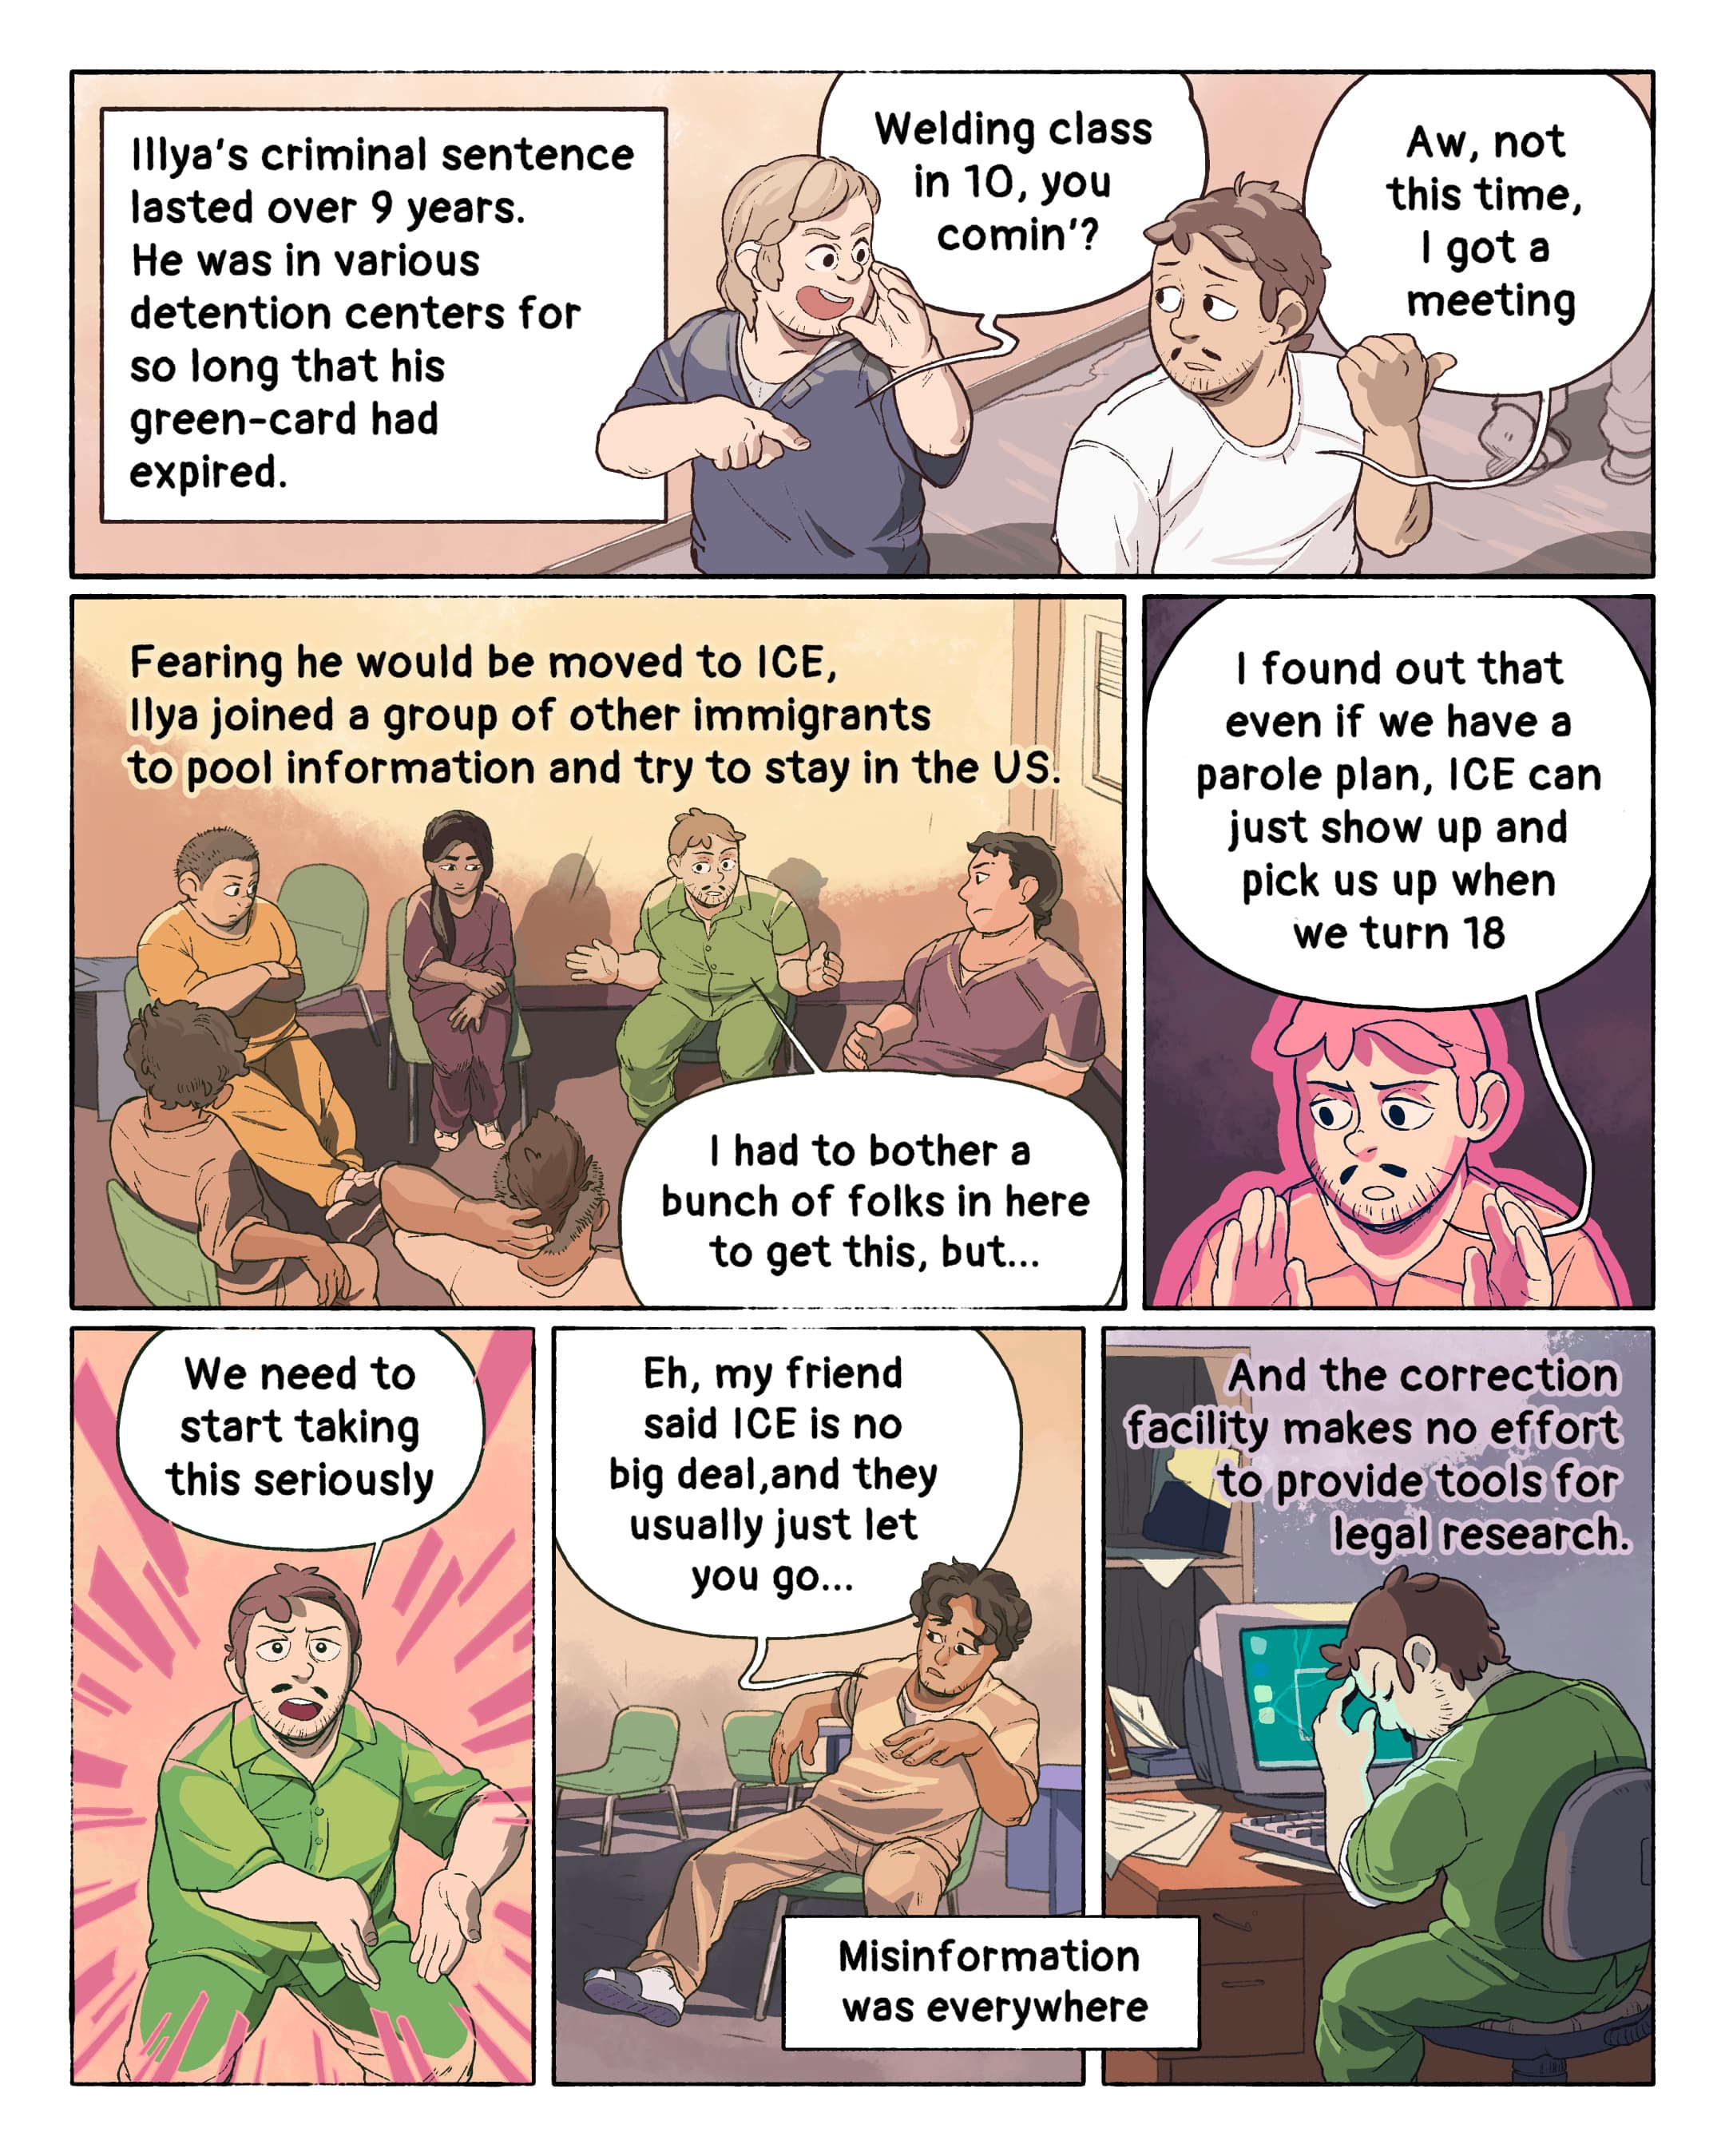 Illya's criminal sentence
lasted over 9 years.
He was in various
detention centers for
so long that his
green-card had
expired.
Welding class
in 10, you
comin'?
Aw, not
this time,
I got a
meeting
Fearing he would be moved to ICE,
Ilya joined a group of other immigrants
to pool information and try to stay in the US.
I had to bother a
bunch of folks in here
to get this, but...
I found out that
even if we have a
parole plan, ICE can
just show up and
pick us up when
we turn 18
We need to
start taking
this seriously
Eh, my friend
said ICE is no
big deal,and they
usually just let
you go...
Misinformation
was everywhere
And the correction
facility makes no effort
to provide tools for
legal research.